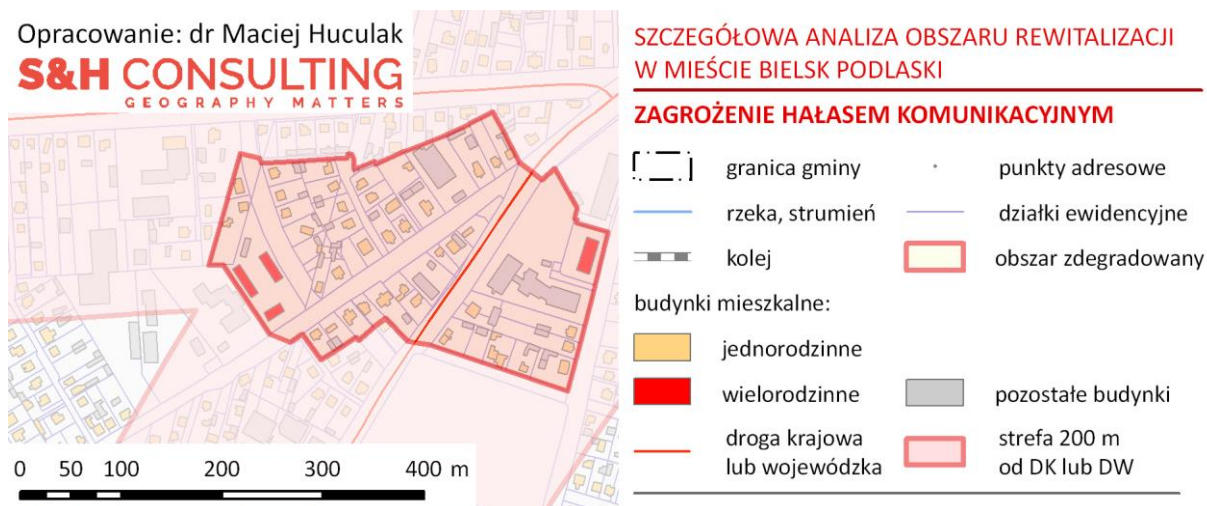 Opracowanie: dr Maciej Huculak
S&H CONSULTING
GEOGRAPHY MATTERS
0 50 100 200 300 400 m
SZCZEGÓŁOWA ANALIZA OBSZARU REWITALIZACJI
W MIEŚCIE BIELSK PODLASKI
ZAGROŻENIE HAŁASEM KOMUNIKACYJNYM
granica gminy
punkty adresowe
rzeka, strumień
działki ewidencyjne
kolej
obszar zdegradowany
budynki mieszkalne:
jednorodzinne
wielorodzinne
pozostałe budynki
droga krajowa
lub wojewódzka
strefa 200 m
od DK lub DW